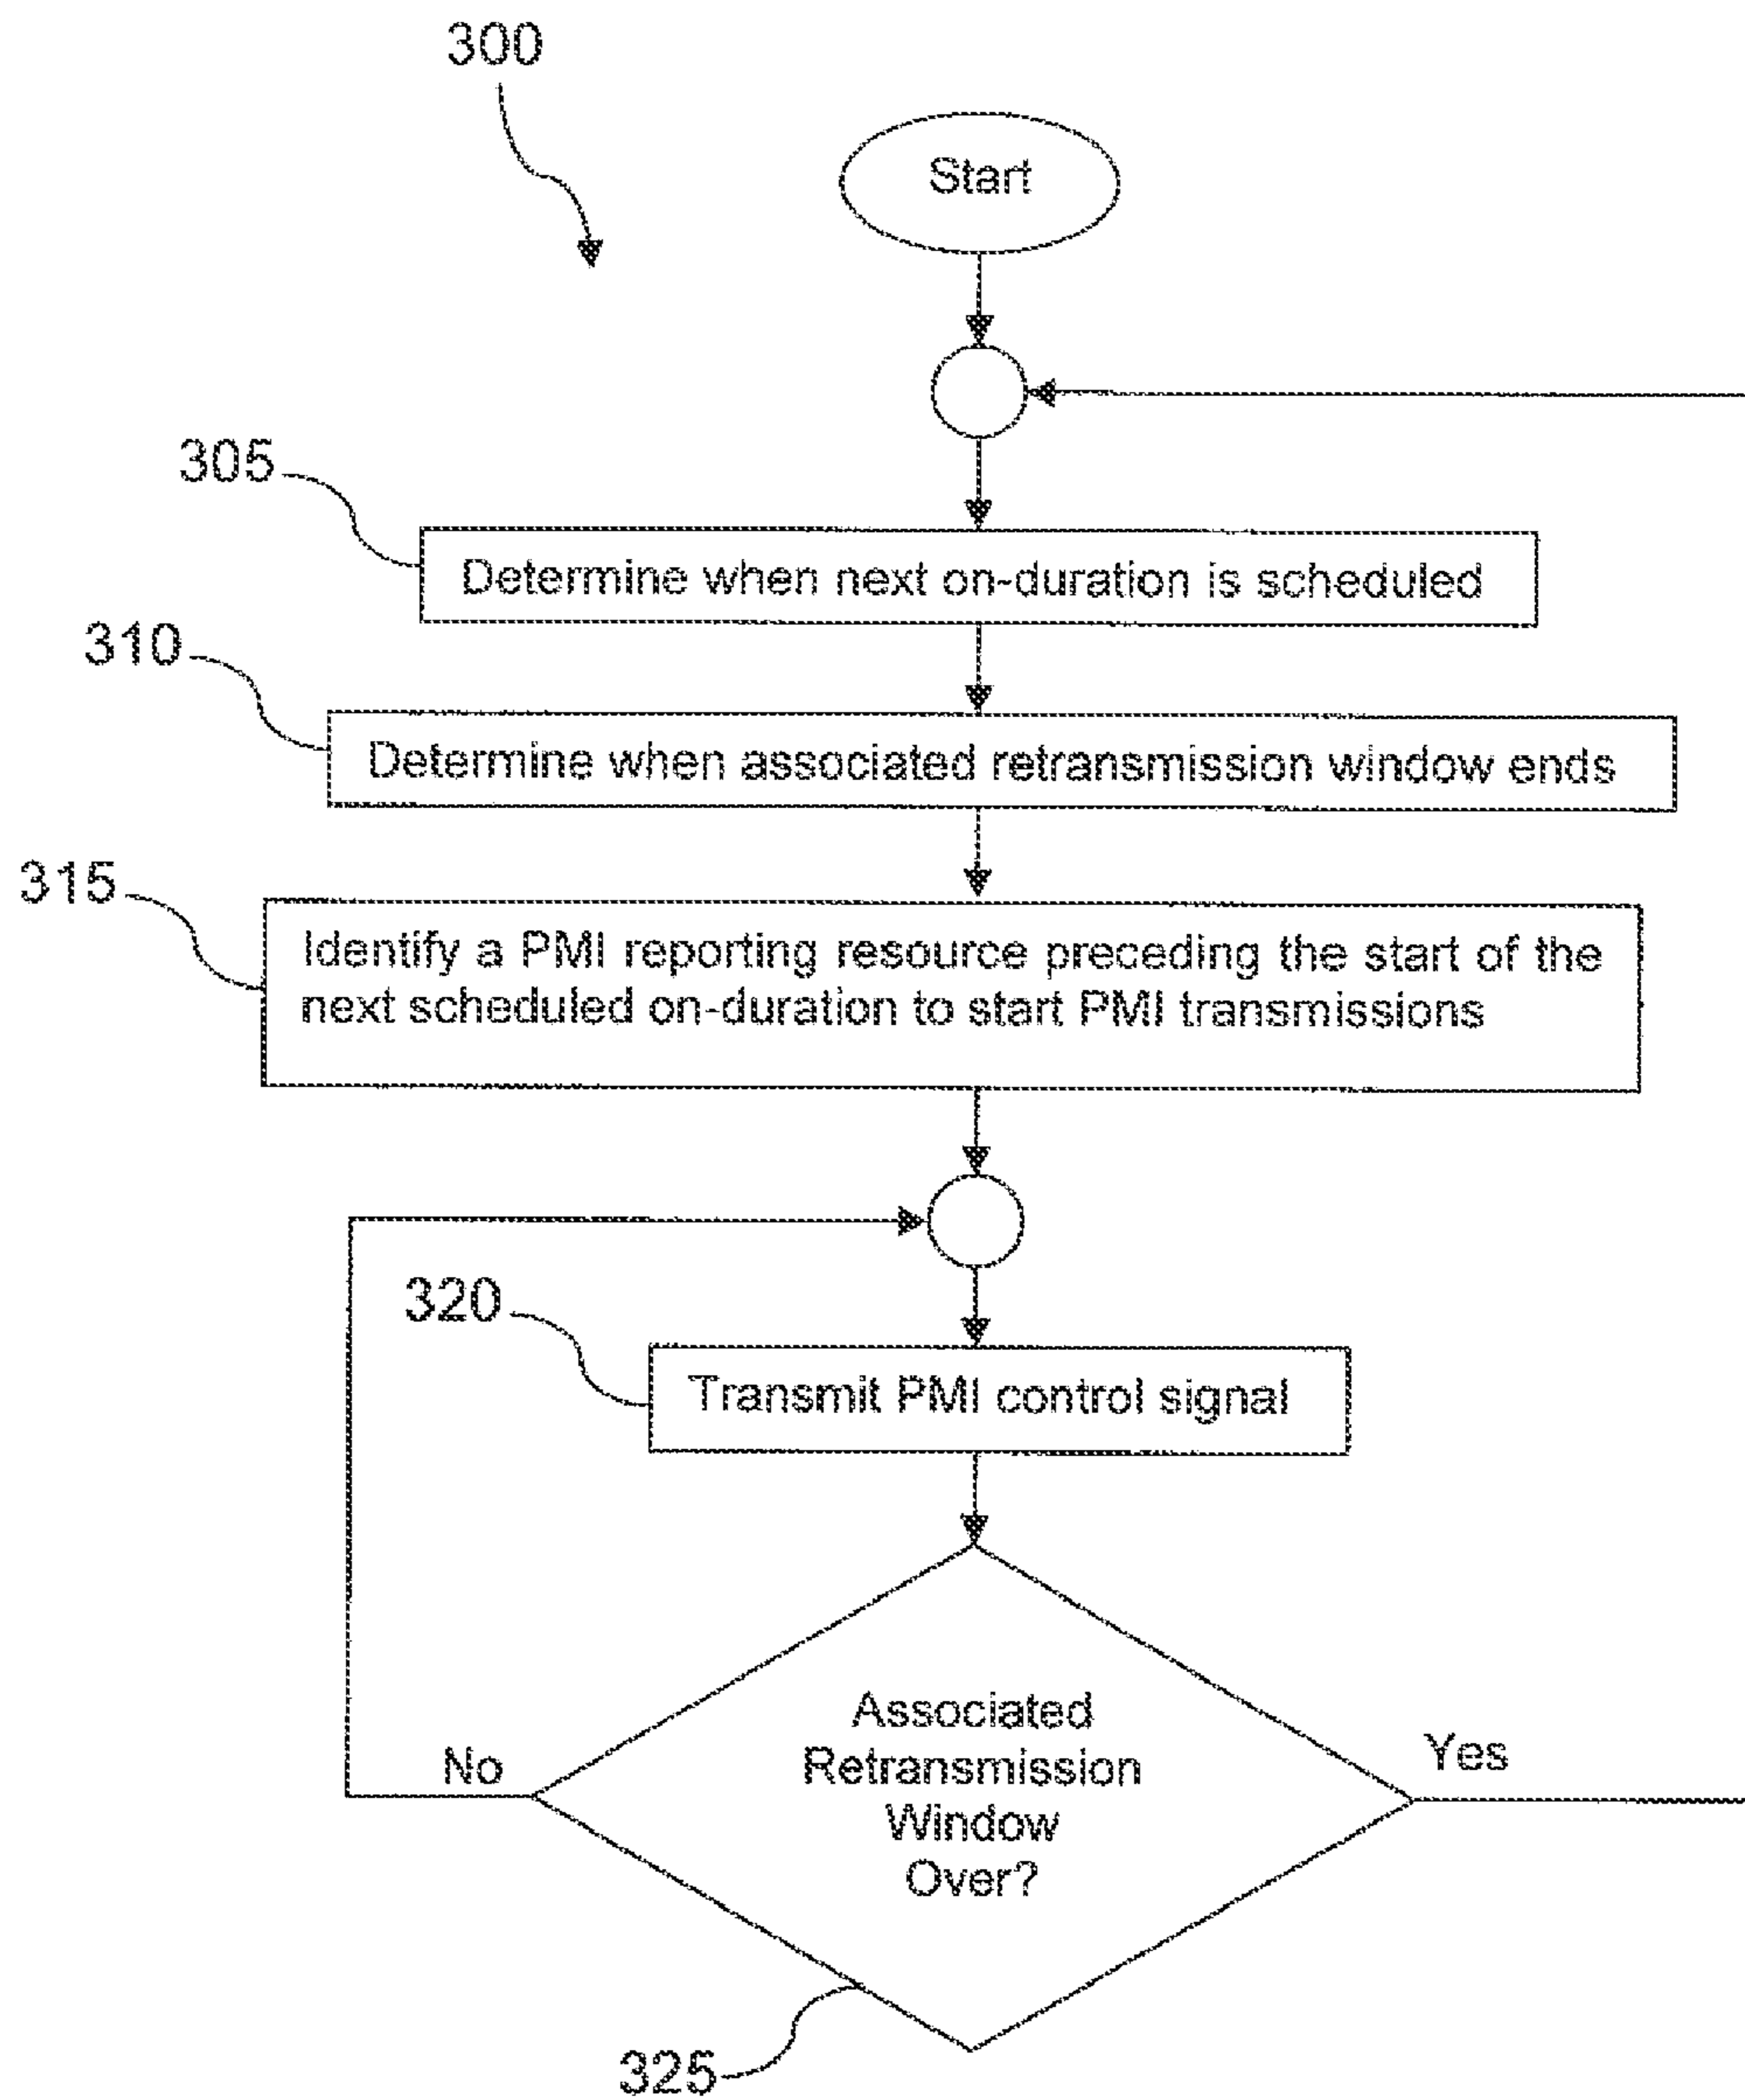 300
Start
305
Determine when next on-duration is scheduled
310
Determine when associated retransmission window ends
315
Identify a PMI reporting resource preceding the start of the
next scheduled on-duration to start PMI transmissions
320
Transmit PMI control signal
Associated
Retransmission
Window
Over?
No
Yes
325